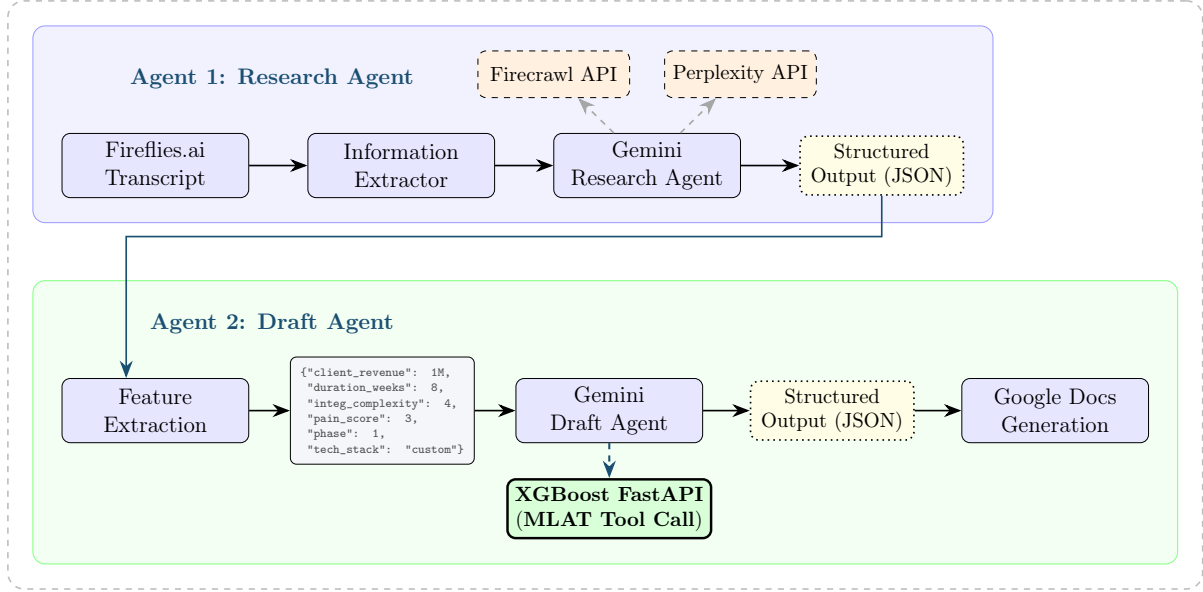 Agent 1: Research Agent
Firecrawl API
Perplexity API
Fireflies.ai
Transcript
Information
Extractor
Gemini
Research Agent
Structured
Output (JSON)
Agent 2: Draft Agent
Feature
Extraction
{"client_revenue": 1M,
"duration_weeks": 8,
"integ_complexity": 4,
"pain_score": 3,
"phase": 1,
"tech_stack": "custom"}
Gemini
Draft Agent
Structured
Output (JSON)
Google Docs
Generation
XGBoost FastAPI
(MLAT Tool Call)